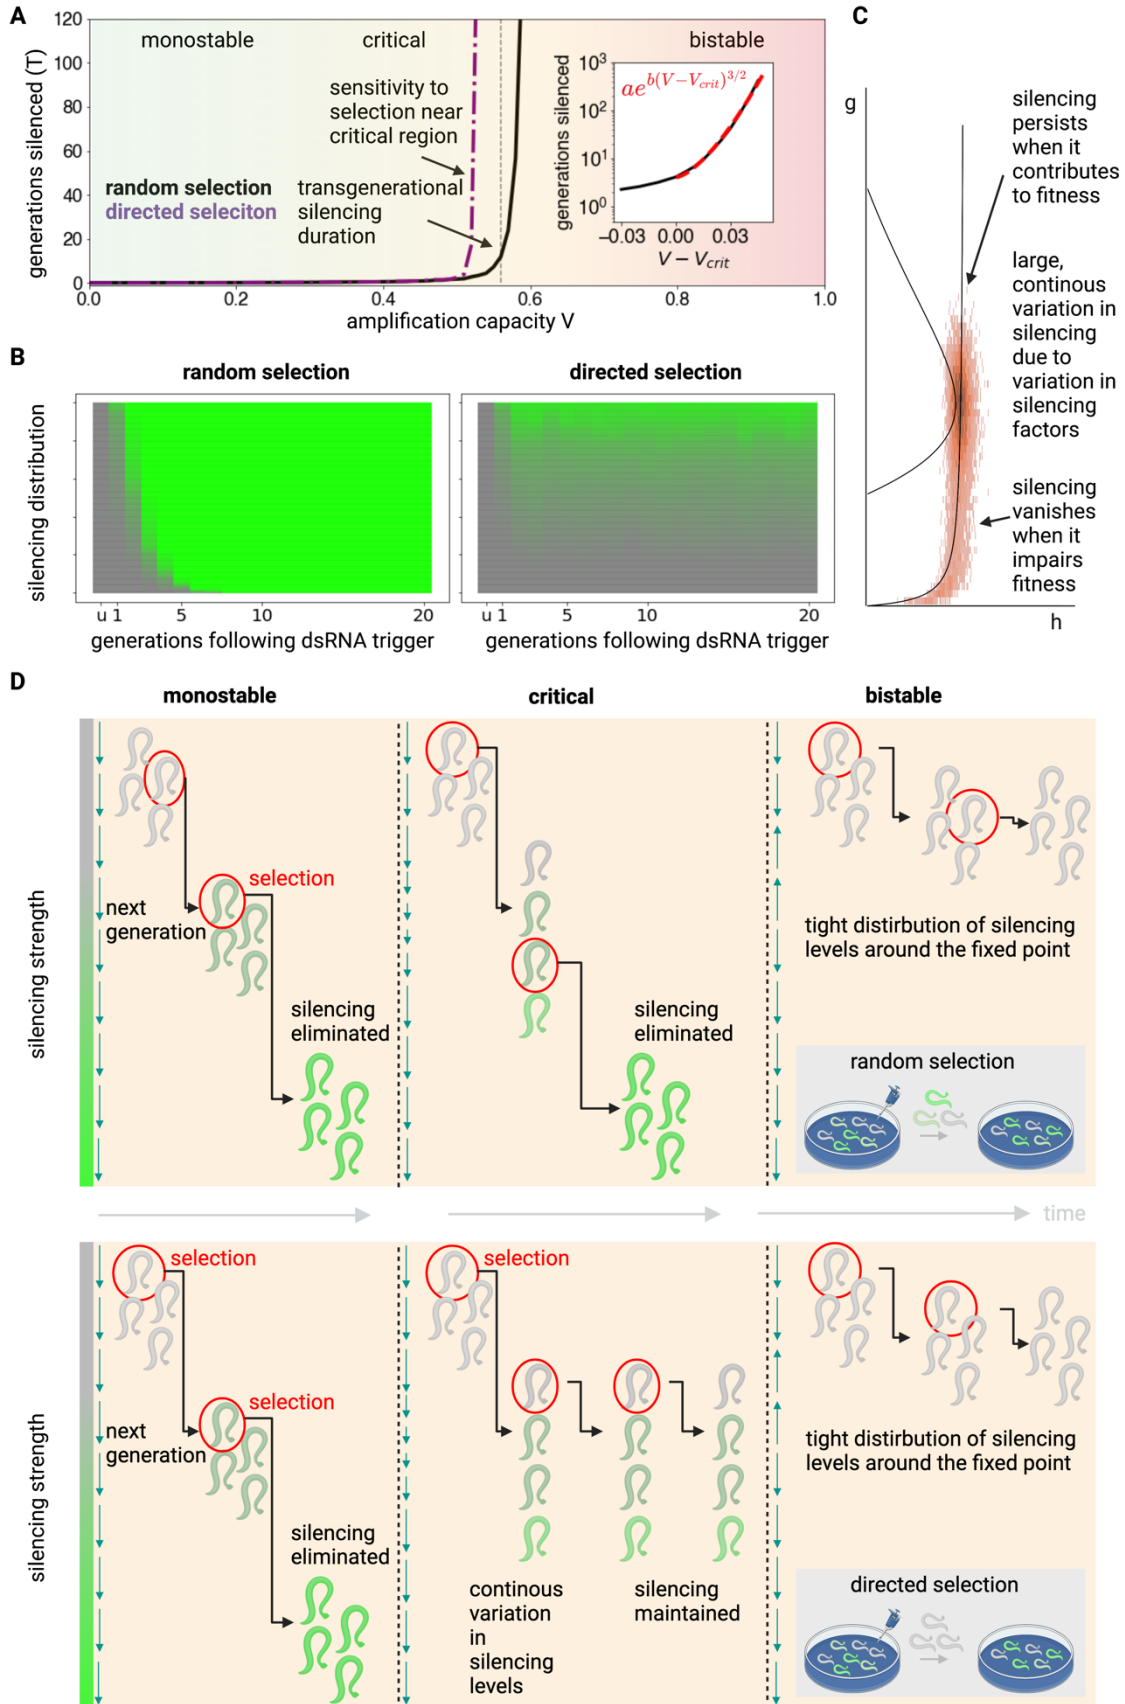 A
120
100
80
60
40
20
0
generations silenced (T)
monostable
critical
bistable
sensitivity to
selection near
critical region
random selection
directed seleciton
transgenerational
silencing
duration
generations silenced
10³
10²
10¹
10⁰
ae^{b(V−V_{crit})^{3/2}}
−0.03
0.00
0.03
V − V_{crit}
0.0
0.2
0.4
0.6
0.8
1.0
amplification capacity V
B
random selection
directed selection
silencing distribution
u 1
5
10
20
u 1
5
10
20
generations following dsRNA trigger
generations following dsRNA trigger
C
g
h
silencing
persists
when it
contributes
to fitness
large,
continous
variation in
silencing
due to
variation in
silencing
factors
silencing
vanishes
when it
impairs
fitness
D
monostable
critical
bistable
silencing strength
next
generation
selection
silencing
eliminated
silencing
eliminated
tight distirbution of silencing
levels around the fixed point
random selection
time
silencing strength
selection
next
generation
selection
silencing
eliminated
selection
continous
variation
in
silencing
levels
silencing
maintained
tight distirbution of silencing
levels around the fixed point
directed selection